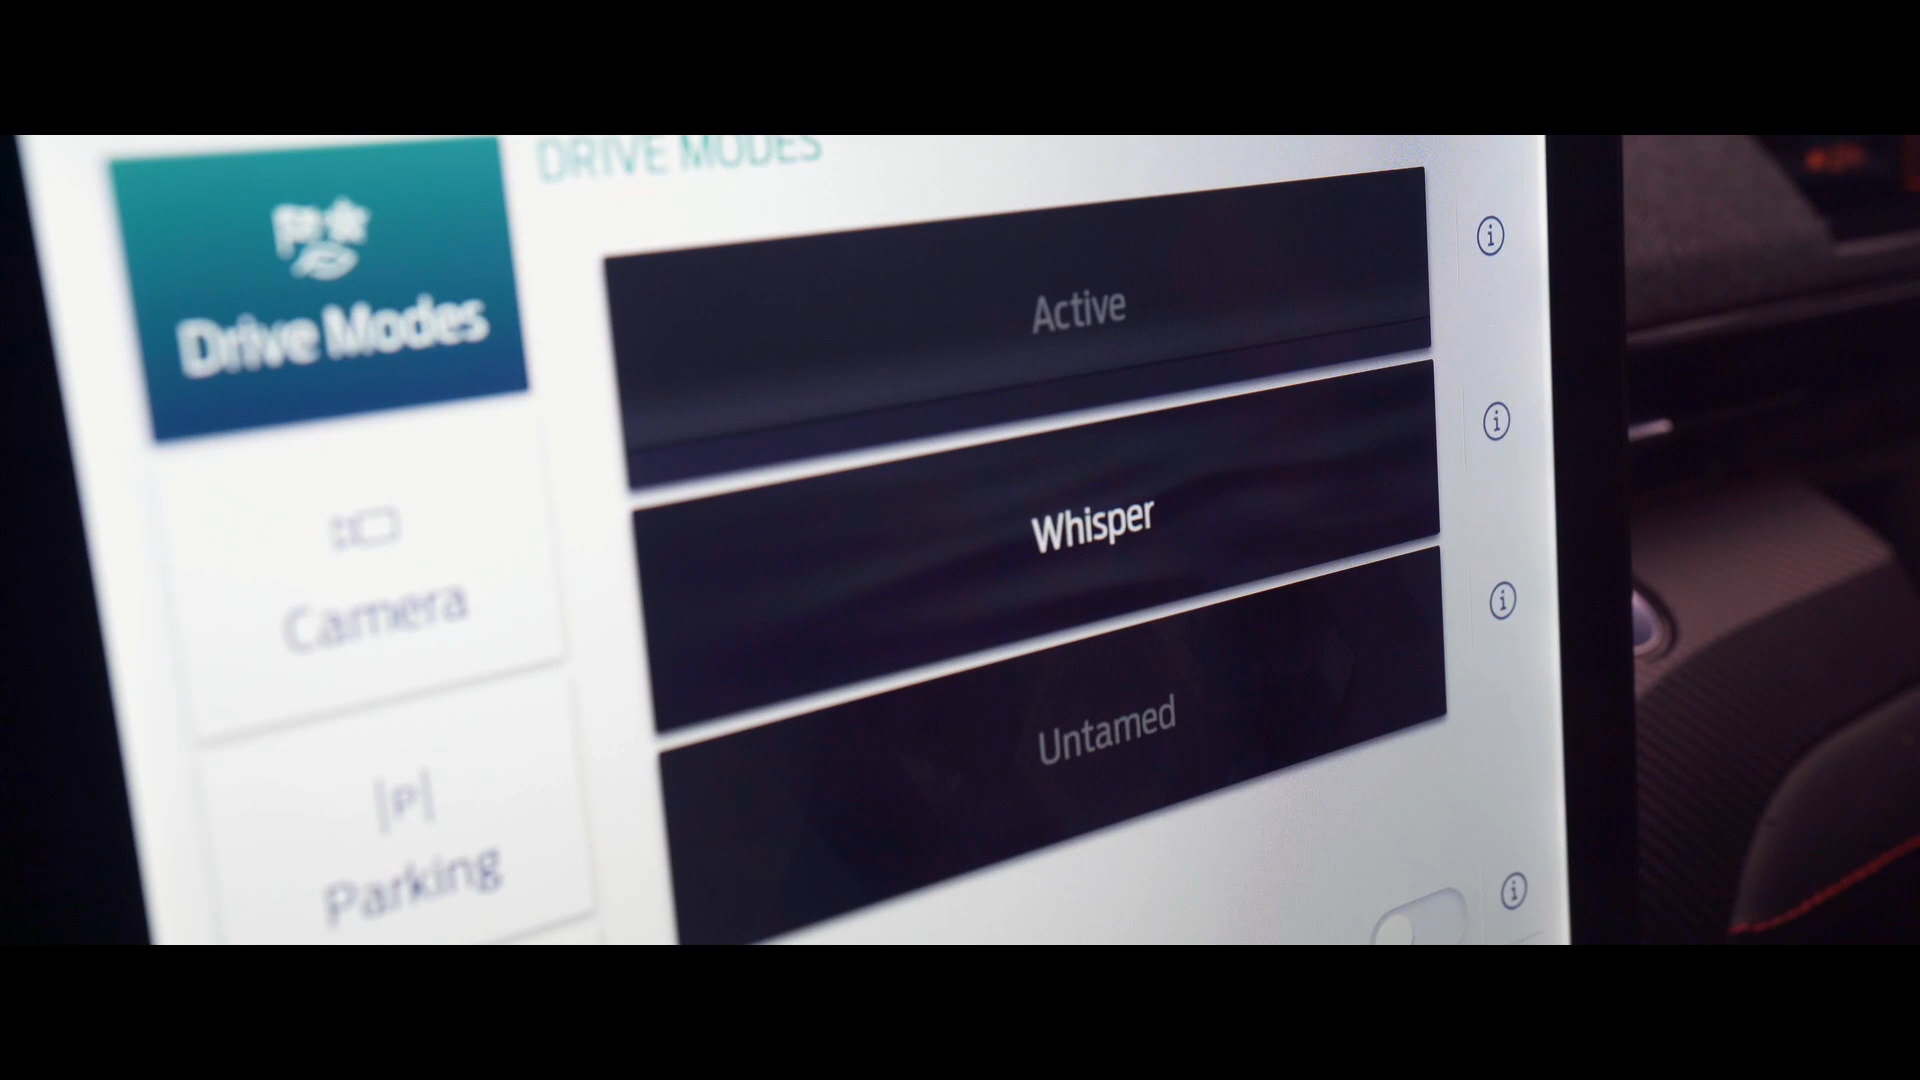 DRIVE MODES
Drive Modes
Active
Whisper
Camera
Untamed
|P|
Parking